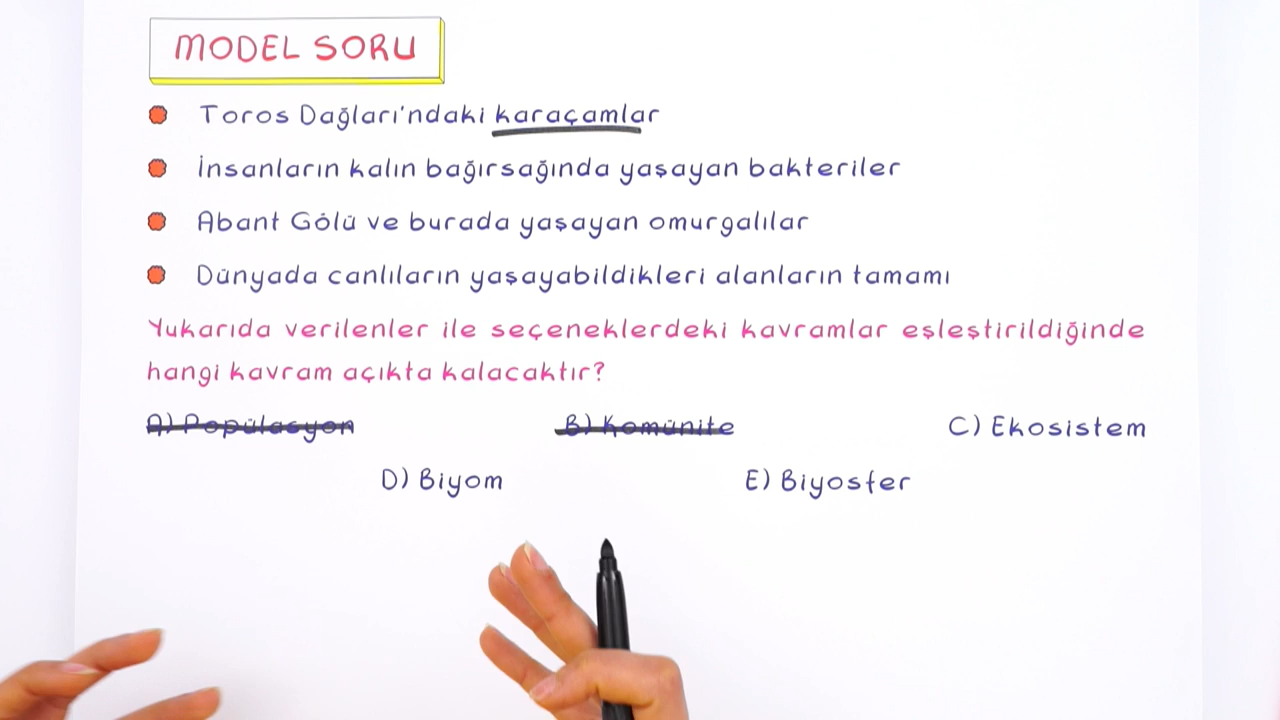 MODEL SORU
Toros Dağları'ndaki karaçamlar
İnsanların kalın bağırsağında yaşayan bakteriler
Abant Gölü ve burada yaşayan omurgalılar
Dünyada canlıların yaşayabildikleri alanların tamamı
Yukarıda verilenler ile seçeneklerdeki kavramlar eşleştirildiğinde
hangi kavram açıkta kalacaktır?
A) Popülasyon B) Komünite C) Ekosistem
D) Biyom E) Biyosfer